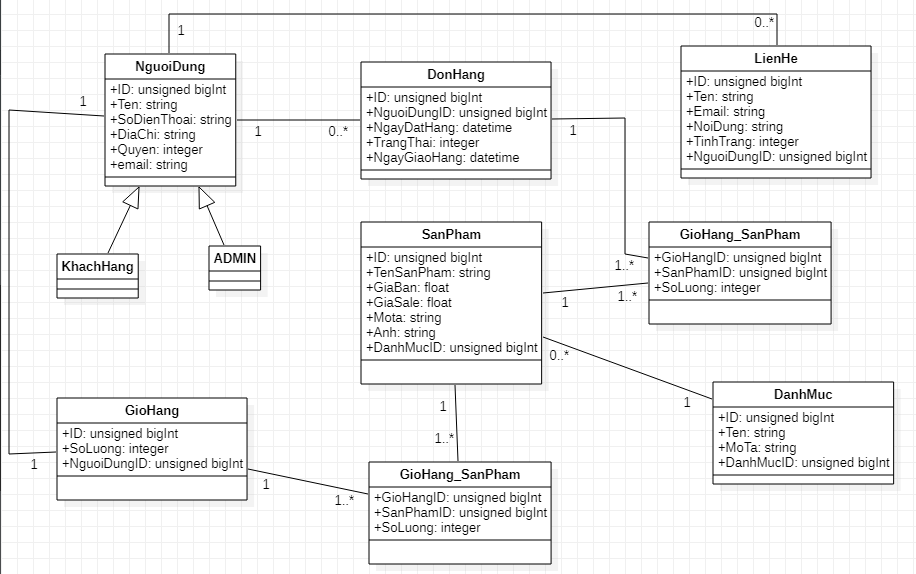 1
0..*
NguoiDung
+ID: unsigned bigInt
+Ten: string
+SoDienThoai: string
+DiaChi: string
+Quyen: integer
+email: string
1
1
0..*
DonHang
+ID: unsigned bigInt
+NguoiDungID: unsigned bigInt
+NgayDatHang: datetime
+TrangThai: integer
+NgayGiaoHang: datetime
1
LienHe
+ID: unsigned bigInt
+Ten: string
+Email: string
+NoiDung: string
+TinhTrang: integer
+NguoiDungID: unsigned bigInt
KhachHang
ADMIN
SanPham
+ID: unsigned bigInt
+TenSanPham: string
+GiaBan: float
+GiaSale: float
+Mota: string
+Anh: string
+DanhMucID: unsigned bigInt
1..*
1
1..*
0..*
1
GioHang_SanPham
+GioHangID: unsigned bigInt
+SanPhamID: unsigned bigInt
+SoLuong: integer
DanhMuc
+ID: unsigned bigInt
+Ten: string
+MoTa: string
+DanhMucID: unsigned bigInt
GioHang
+ID: unsigned bigInt
+SoLuong: integer
+NguoiDungID: unsigned bigInt
1
1
1..*
1
1..*
GioHang_SanPham
+GioHangID: unsigned bigInt
+SanPhamID: unsigned bigInt
+SoLuong: integer